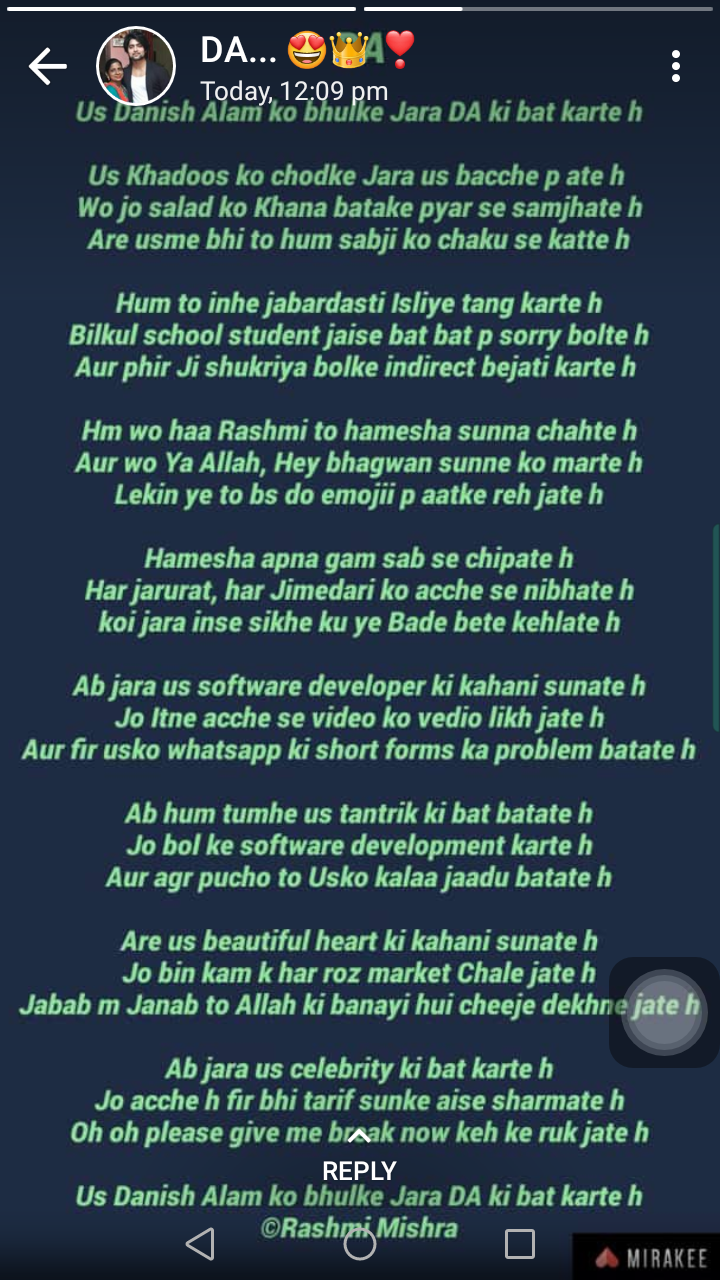 DA... 😍👑❣️
DA
Today, 12:09 pm
Us Danish Alam ko bhulke Jara DA ki bat karte h
Us Khadoos ko chodke Jara us bacche p ate h
Wo jo salad ko Khana batake pyar se samjhate h
Are usme bhi to hum sabji ko chaku se katte h
Hum to inhe jabardasti Isliye tang karte h
Bilkul school student jaise bat bat p sorry bolte h
Aur phir Ji shukriya bolke indirect bejati karte h
Hm wo haa Rashmi to hamesha sunna chahte h
Aur wo Ya Allah, Hey bhagwan sunne ko marte h
Lekin ye to bs do emojii p aatke reh jate h
Hamesha apna gam sab se chipate h
Har jarurat, har Jimedari ko acche se nibhate h
koi jara inse sikhe ku ye Bade bete kehlate h
Ab jara us software developer ki kahani sunate h
Jo Itne acche se video ko vedio likh jate h
Aur fir usko whatsapp ki short forms ka problem batate h
Ab hum tumhe us tantrik ki bat batate h
Jo bol ke software development karte h
Aur agr pucho to Usko kalaa jaadu batate h
Are us beautiful heart ki kahani sunate h
Jo bin kam k har roz market Chale jate h
Jabab m Janab to Allah ki banayi hui cheeje dekhne jate h
Ab jara us celebrity ki bat karte h
Jo acche h fir bhi tarif sunke aise sharmate h
Oh oh please give me break now keh ke ruk jate h
REPLY
Us Danish Alam ko bhulke Jara DA ki bat karte h
©Rashmi Mishra
MIRAKEE